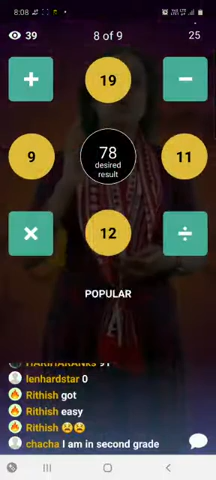 8:08
39
8 of 9
25
+
19
−
9
78
desired
result
11
×
12
÷
POPULAR
lenhardstar 0
Rithish got
Rithish easy
Rithish 😫😫
chacha I am in second grade